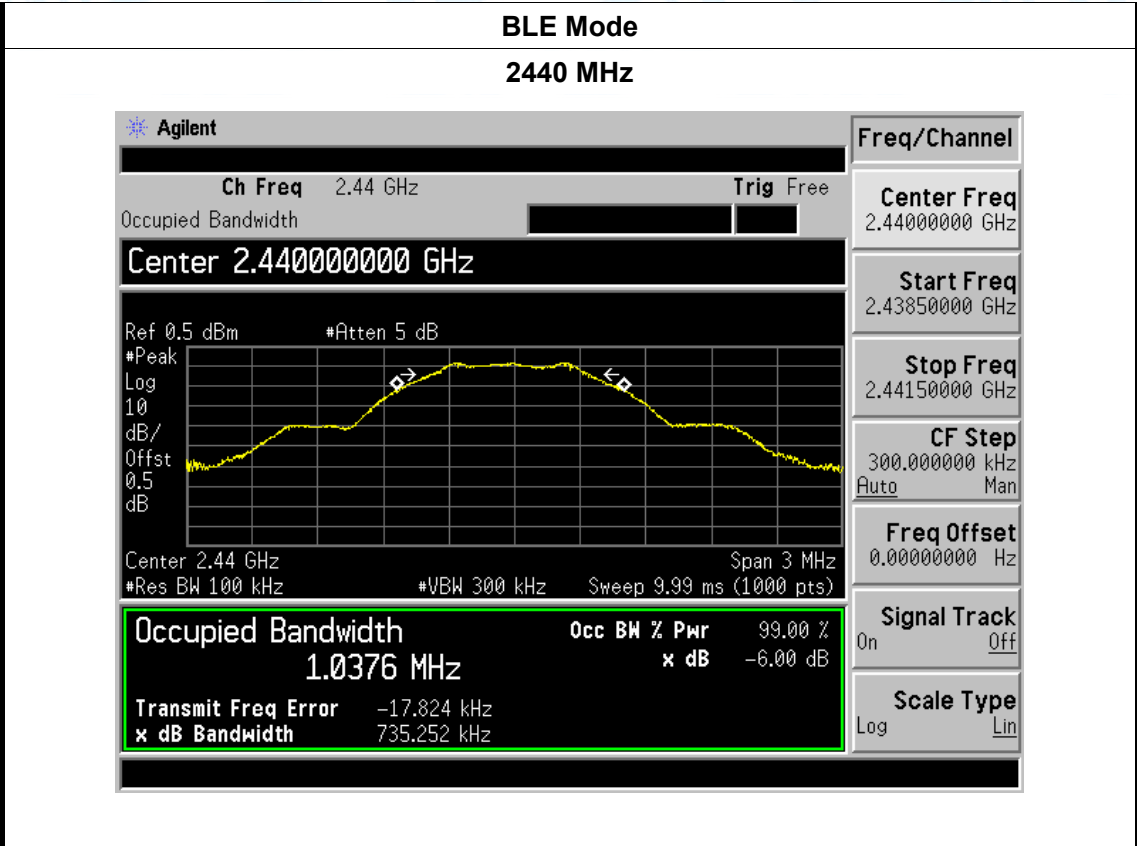 BLE Mode
2440 MHz
Agilent
Ch Freq 2.44 GHz Trig Free
Occupied Bandwidth
Center 2.440000000 GHz
Ref 0.5 dBm #Atten 5 dB
#Peak
Log
10
dB/
Offst
0.5
dB
Center 2.44 GHz Span 3 MHz
#Res BW 100 kHz #VBW 300 kHz Sweep 9.99 ms (1000 pts)
Occupied Bandwidth Occ BW % Pwr 99.00 %
1.0376 MHz x dB -6.00 dB
Transmit Freq Error -17.824 kHz
x dB Bandwidth 735.252 kHz
Freq/Channel
Center Freq
2.44000000 GHz
Start Freq
2.43850000 GHz
Stop Freq
2.44150000 GHz
CF Step
300.000000 kHz
Auto Man
Freq Offset
0.00000000 Hz
Signal Track
On Off
Scale Type
Log Lin